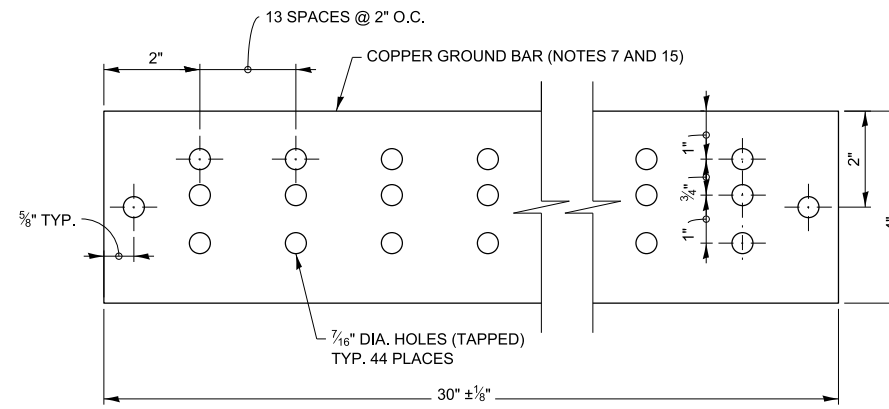 13 SPACES @ 2" O.C.
2"
COPPER GROUND BAR (NOTES 7 AND 15)
1"
2"
¾"
⅝" TYP.
1"
4"
⁷⁄₁₆" DIA. HOLES (TAPPED)
TYP. 44 PLACES
30" ±⅛"